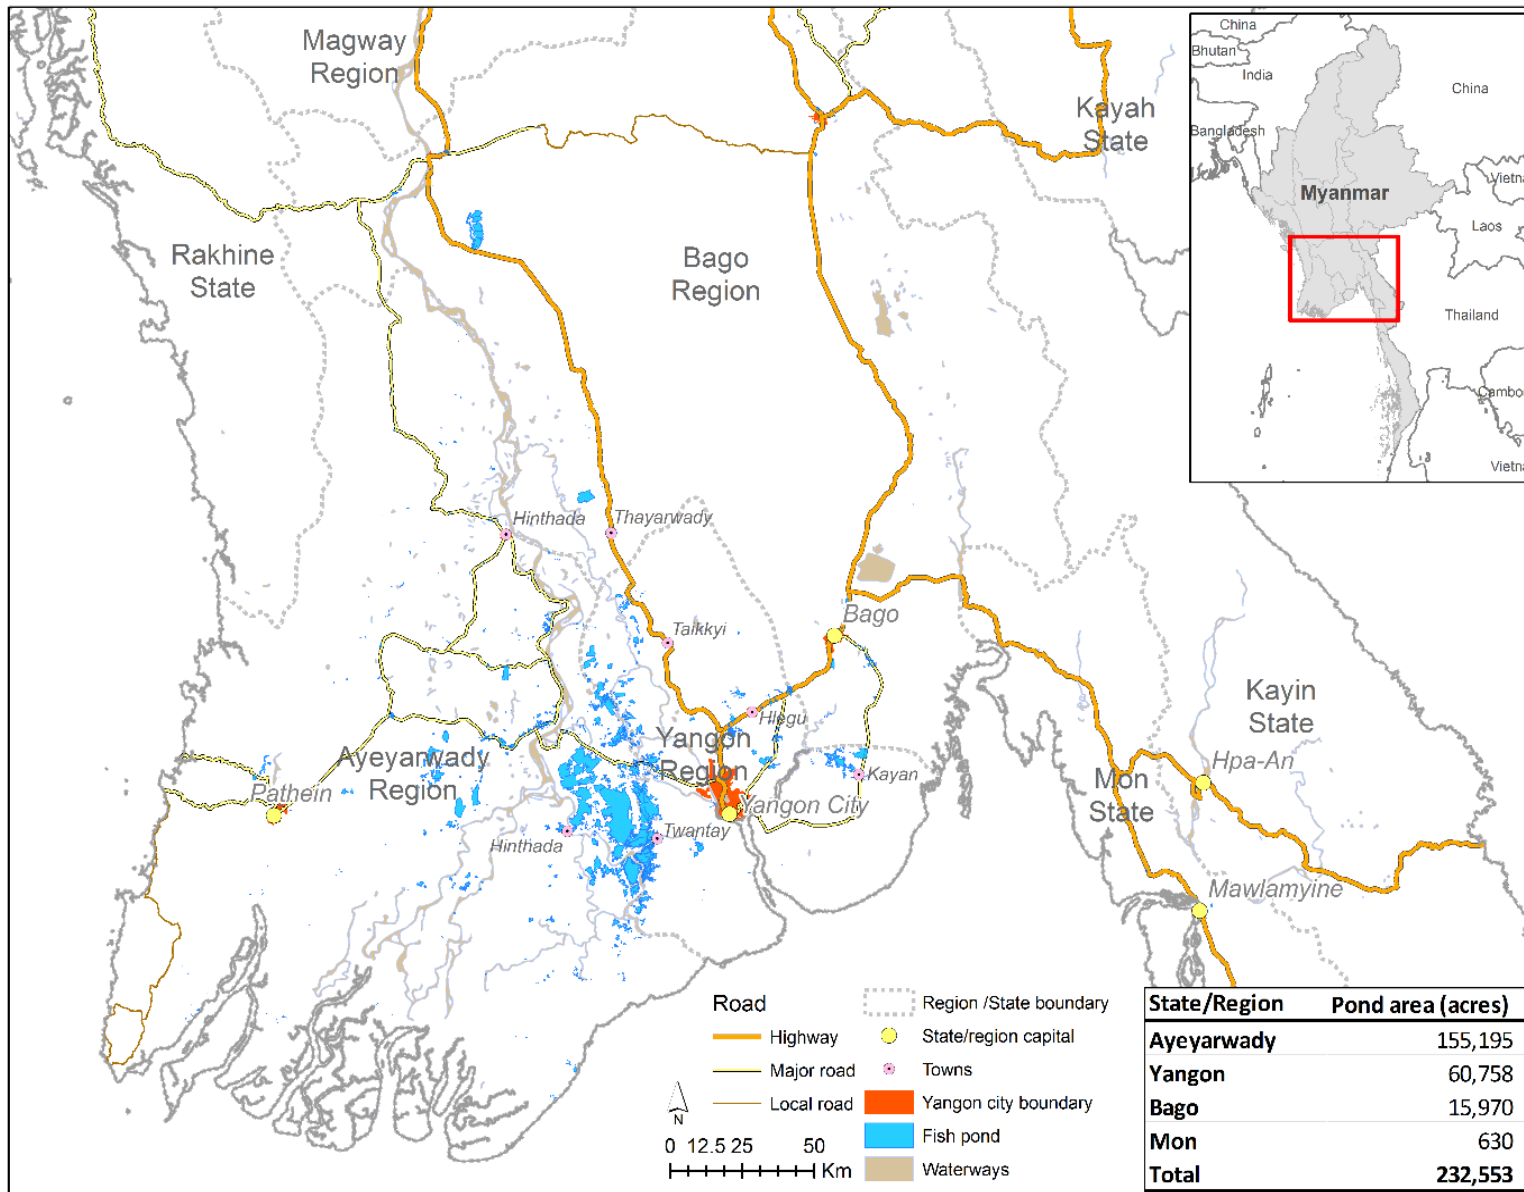 Magway
Region
Kayah
State
Rakhine
State
Bago
Region
Hinthada
Thayarwady
Taikkyi
Bago
Hlegu
Yangon
Region
Kayan
Ayeyarwady
Region
Pathein
Yangon City
Hinthada
Twantay
Kayin
State
Hpa-An
Mon
State
Mawlamyine
China
Bhutan
India
China
Bangladesh
Vietna
Myanmar
Laos
Thailand
Cambo
Vietna
Road
Highway
Major road
Local road
N
0 12.5 25 50
Km
Region /State boundary
State/region capital
Towns
Yangon city boundary
Fish pond
Waterways
State/Region Pond area (acres)
Ayeyarwady 155,195
Yangon 60,758
Bago 15,970
Mon 630
Total 232,553